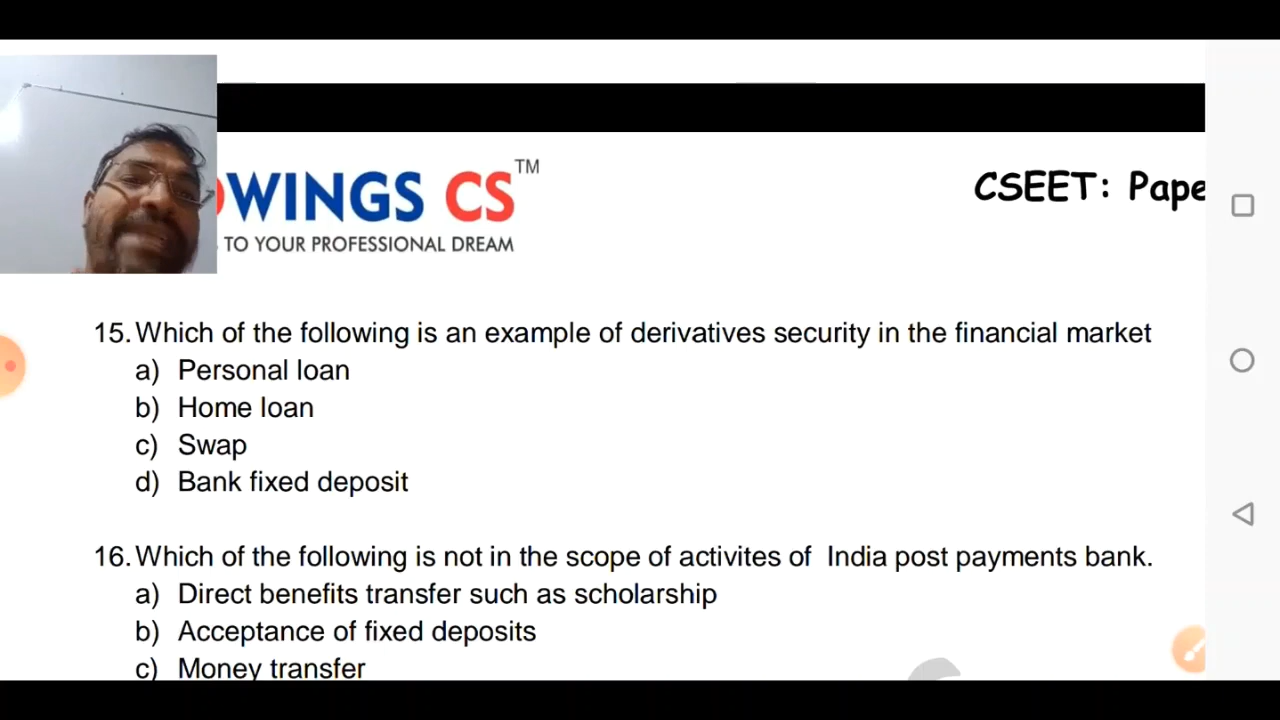 WINGS CS TM
TO YOUR PROFESSIONAL DREAM
CSEET: Pape
15. Which of the following is an example of derivatives security in the financial market
a) Personal loan
b) Home loan
c) Swap
d) Bank fixed deposit
16. Which of the following is not in the scope of activites of India post payments bank.
a) Direct benefits transfer such as scholarship
b) Acceptance of fixed deposits
c) Money transfer